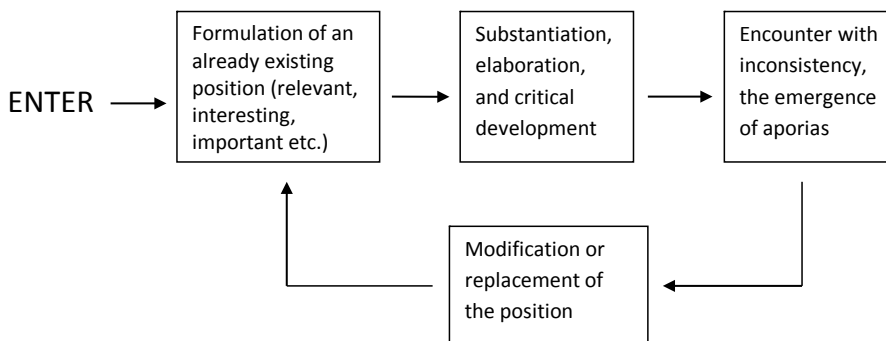 ENTER
Formulation of an
already existing
position (relevant,
interesting,
important etc.)
Substantiation,
elaboration,
and critical
development
Encounter with
inconsistency,
the emergence
of aporias
Modification or
replacement of
the position